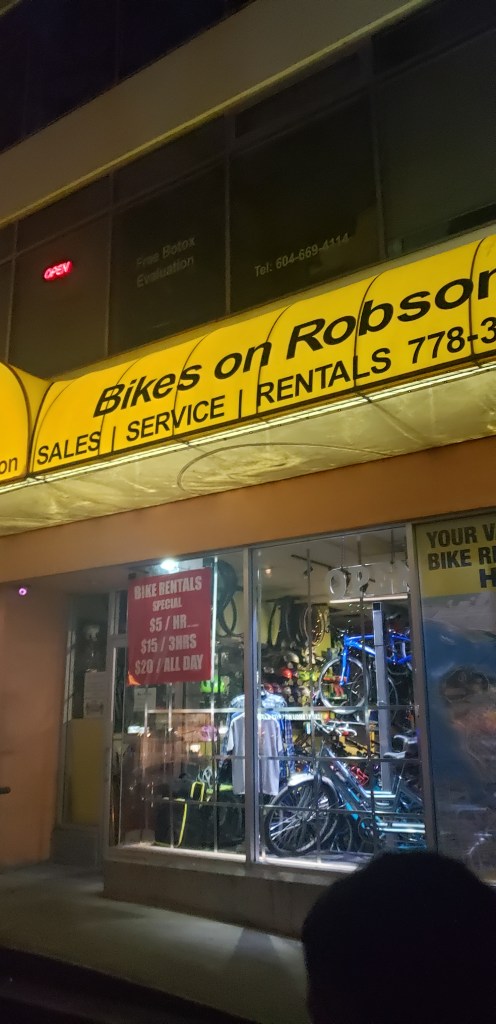 OPEN
Free Botox
Evaluation
Tel: 604-669-4114
Bikes on Robson
SALES | SERVICE | RENTALS 778-3
on
BIKE RENTALS
SPECIAL
$5 / HR
$15 / 3HRS
$20 / ALL DAY
YOUR V
BIKE RE
H